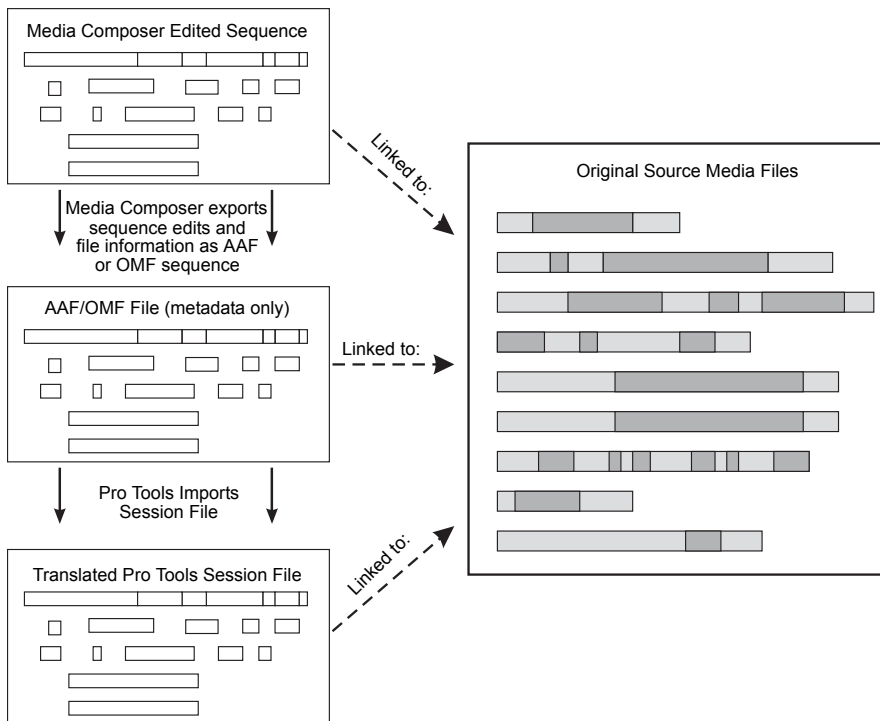 Media Composer Edited Sequence
Linked to:
Original Source Media Files
Media Composer exports
sequence edits and
file information as AAF
or OMF sequence
AAF/OMF File (metadata only)
Linked to:
Pro Tools Imports
Session File
Linked to:
Translated Pro Tools Session File